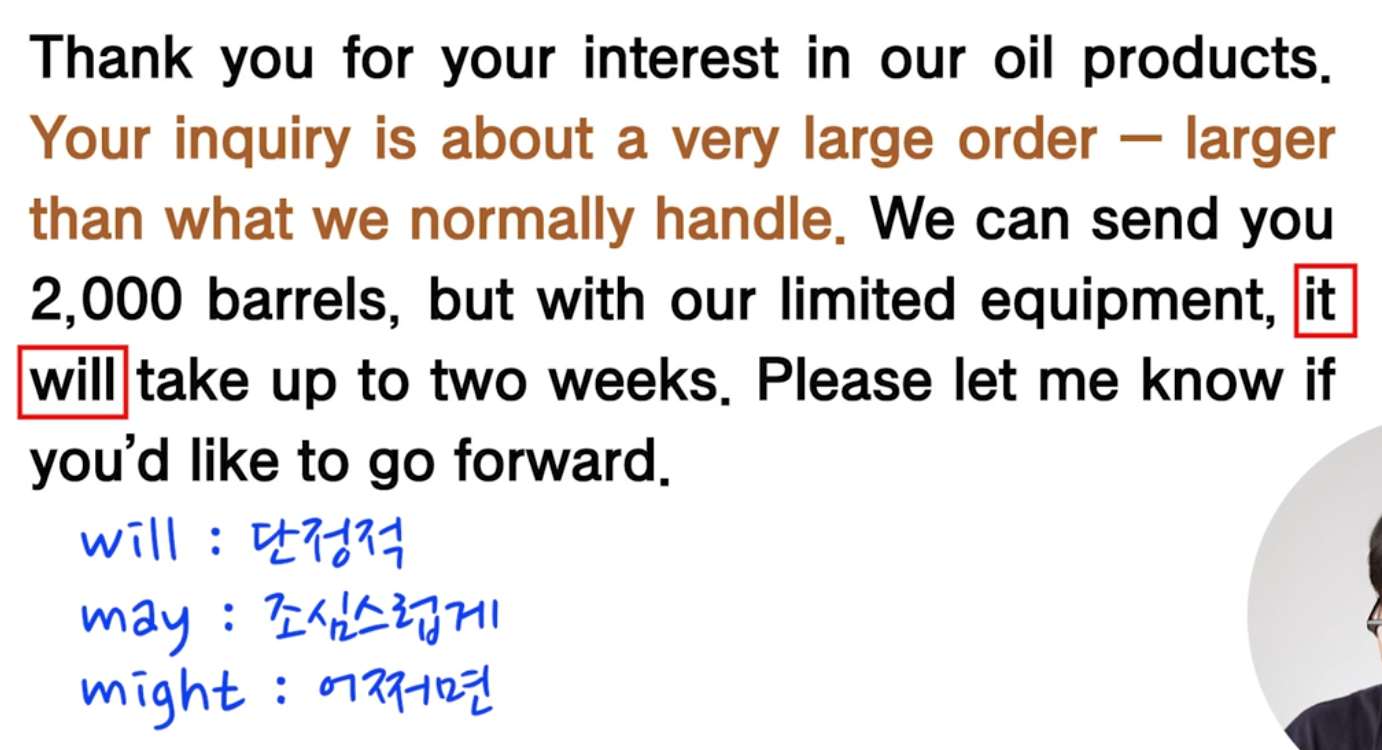 Thank you for your interest in our oil products.
Your inquiry is about a very large order – larger
than what we normally handle. We can send you
2,000 barrels, but with our limited equipment, it
will take up to two weeks. Please let me know if
you’d like to go forward.
will : 단정적
may : 조심스럽게
might : 어쩌면